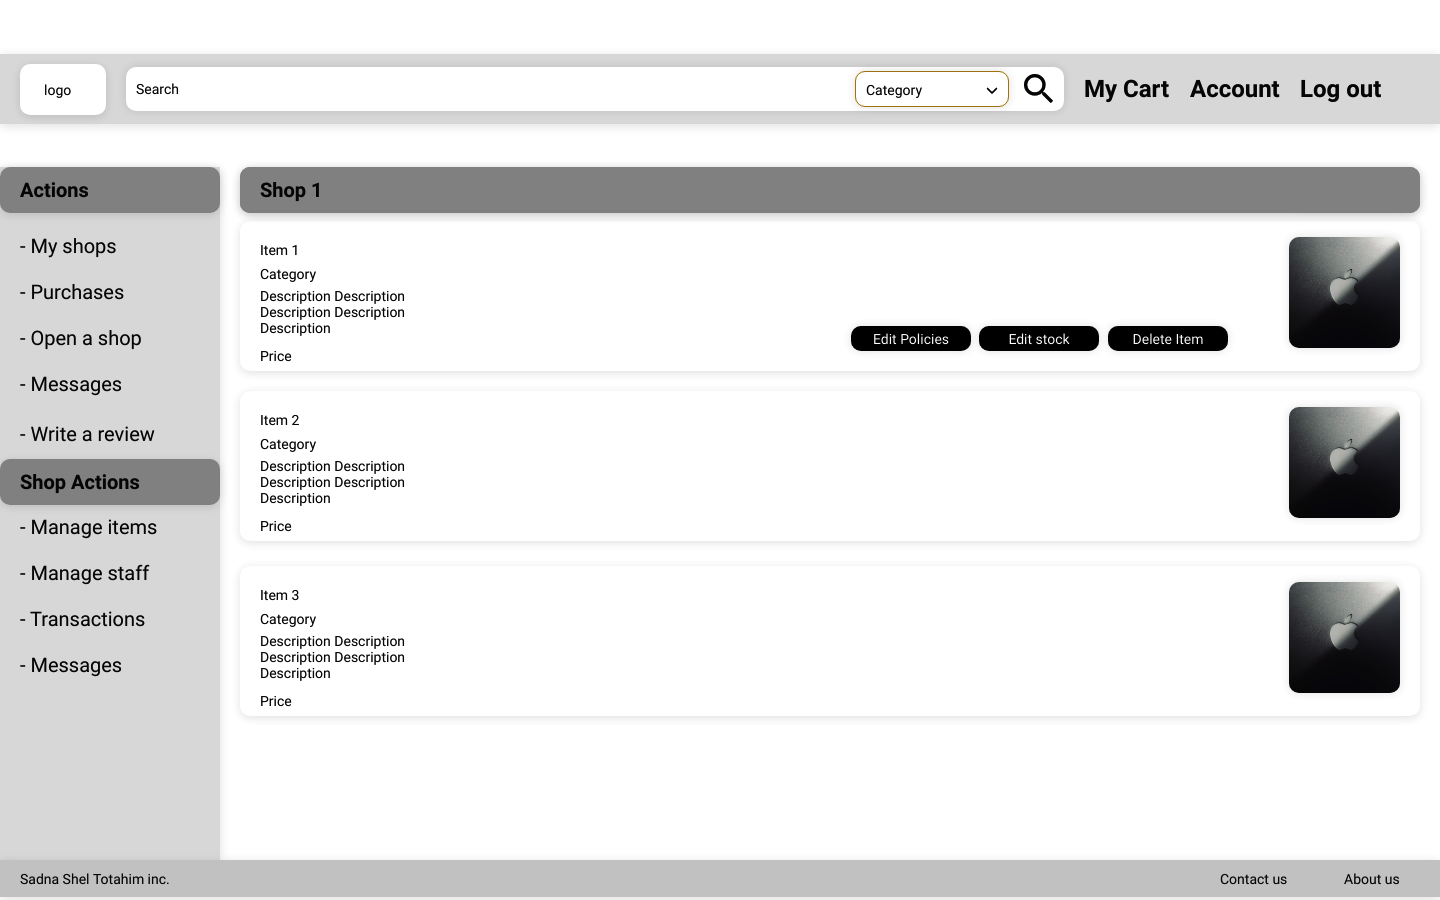 logo
Search
Category
My Cart
Account
Log out
Actions
- My shops
- Purchases
- Open a shop
- Messages
- Write a review
Shop Actions
- Manage items
- Manage staff
- Transactions
- Messages
Shop 1
Item 1
Category
Description Description
Description Description
Description
Price
Edit Policies
Edit stock
Delete Item
Item 2
Category
Description Description
Description Description
Description
Price
Item 3
Category
Description Description
Description Description
Description
Price
Sadna Shel Totahim inc.
Contact us
About us